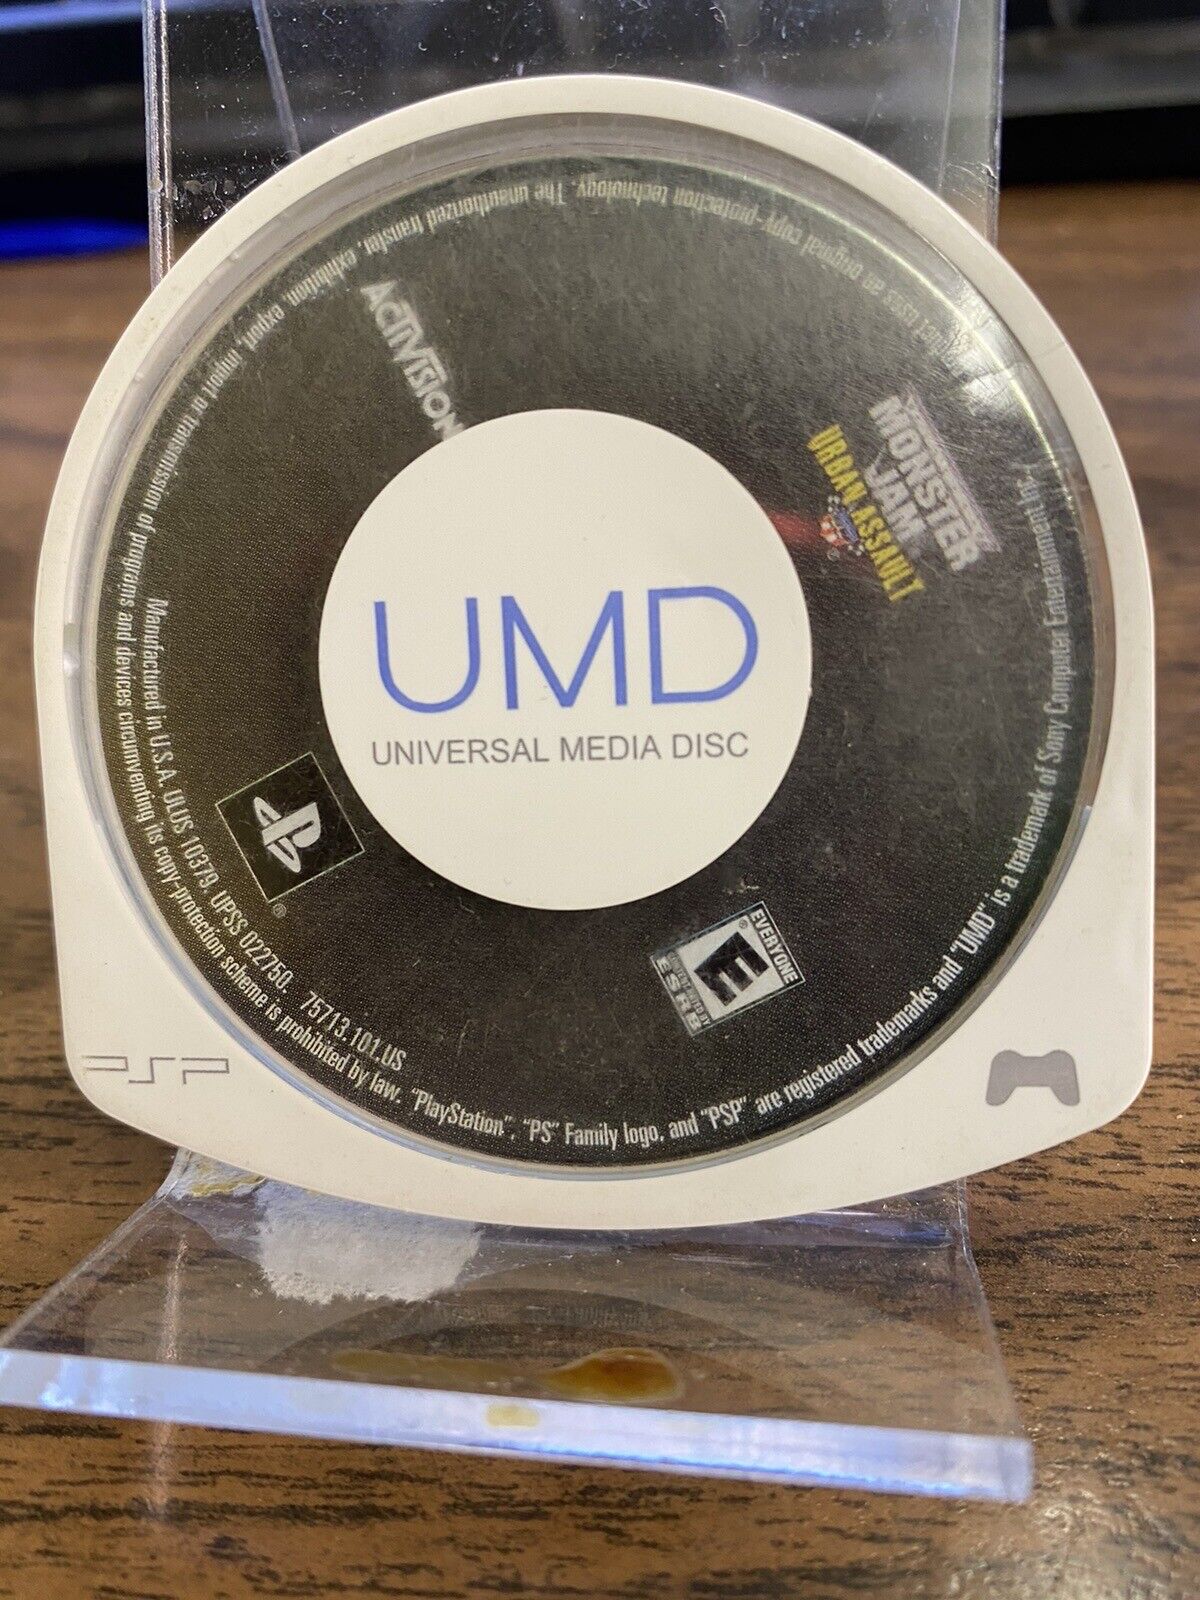 ACTIVISION
MONSTER
JAM
URBAN ASSAULT
UMD
UNIVERSAL MEDIA DISC
EVERYONE
E
CONTENT RATED BY
ESRB
Manufactured in U.S.A. ULUS 10379. UPSS 022750. 75713.101.US
uses an original copy-protection technology. The unauthorized transfer, exhibition, export, import or transmission of programs and devices circumventing its copy-protection scheme is prohibited by law. "PlayStation", "PS" Family logo, and "PSP" are registered trademarks and "UMD" is a trademark of Sony Computer Entertainment Inc.
PSP